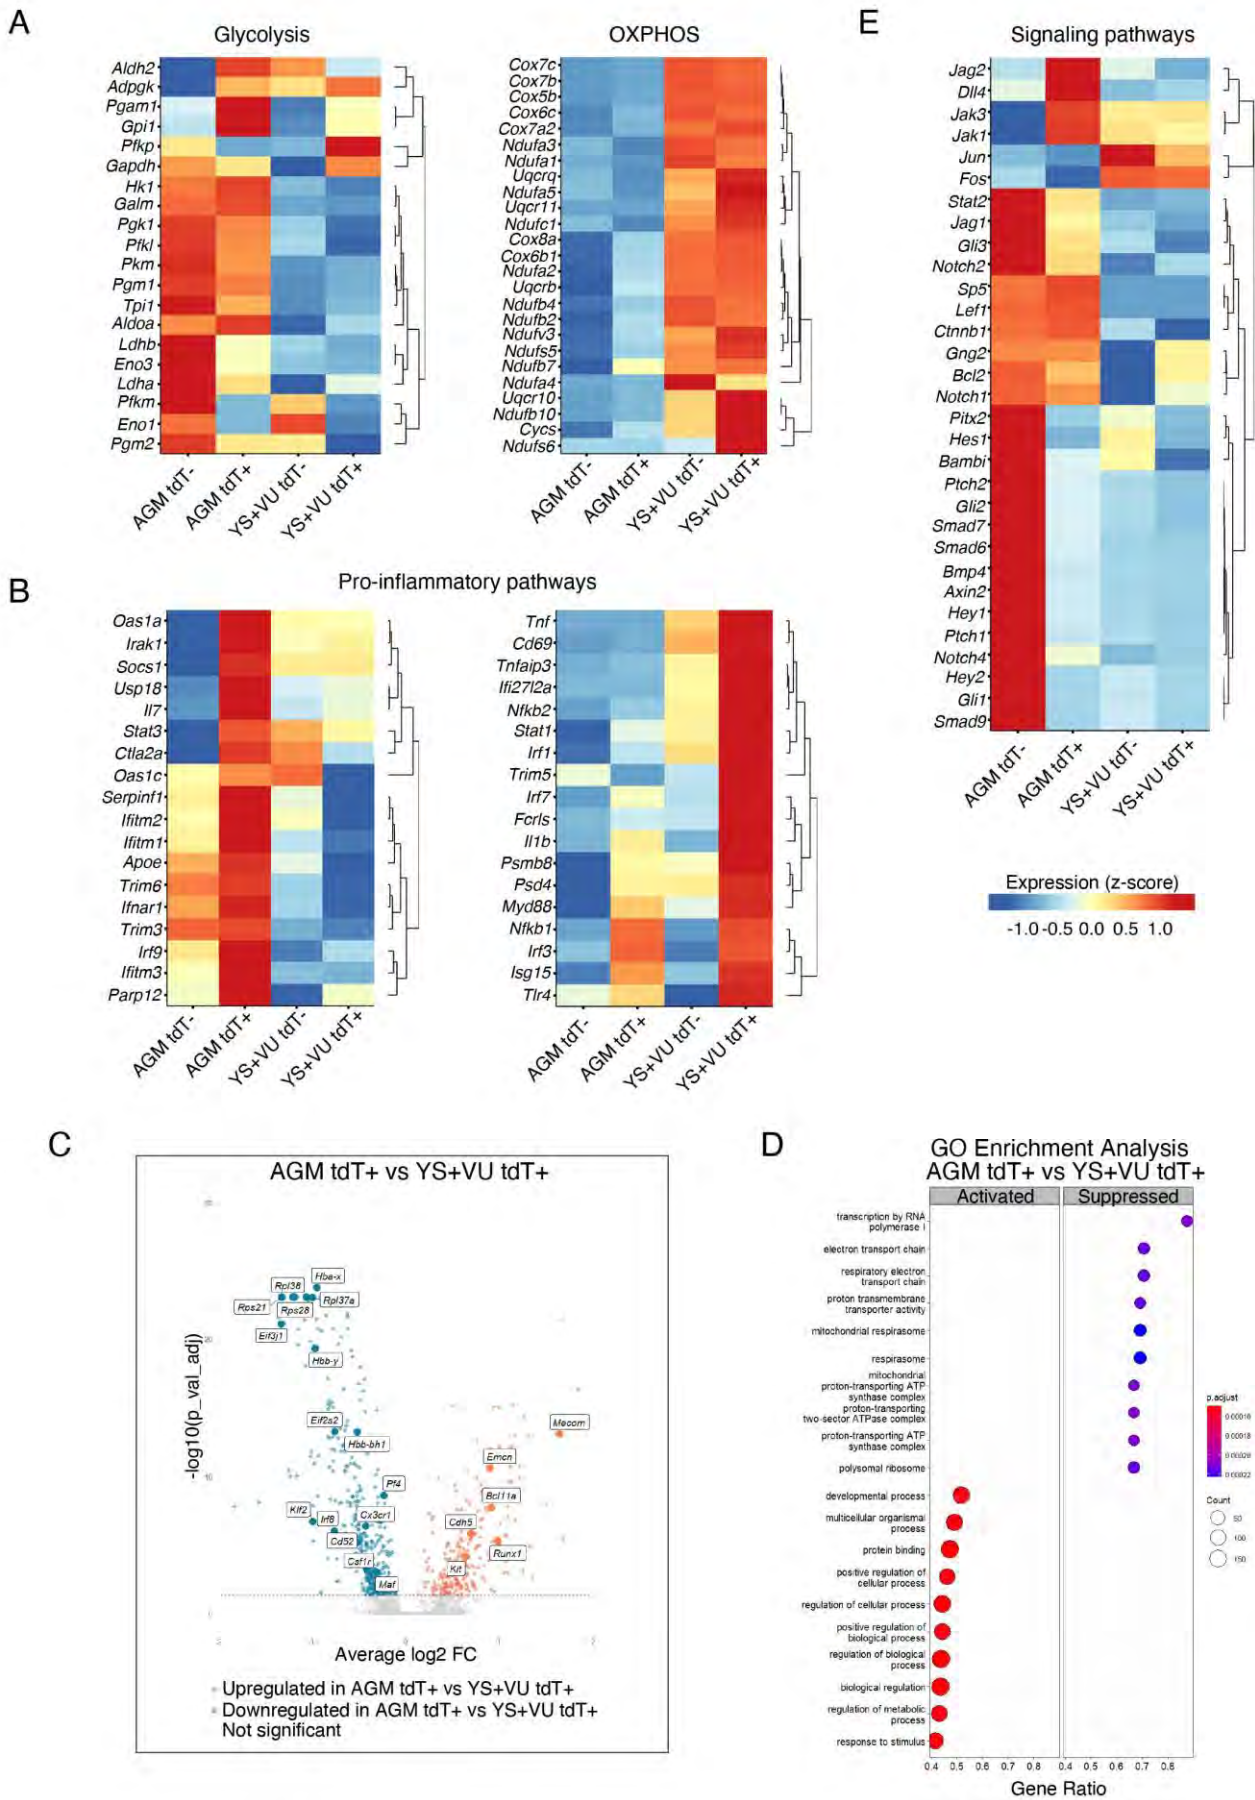 A
Glycolysis
Aldh2
Adpgk
Pgam1
Gpi1
Pfkp
Gapdh
Hk1
Galm
Pgk1
Pfkl
Pkm
Pgm1
Tpi1
Aldoa
Ldhb
Eno3
Ldha
Pfkm
Eno1
Pgm2
AGM tdT-
AGM tdT+
YS+VU tdT-
YS+VU tdT+
OXPHOS
Cox7c
Cox7b
Cox5b
Cox6c
Cox7a2
Ndufa3
Ndufa1
Uqcrq
Ndufa5
Uqcr11
Ndufc1
Cox8a
Cox6b1
Ndufa2
Uqcrb
Ndufb4
Ndufb2
Ndufv3
Ndufs5
Ndufb7
Ndufa4
Uqcr10
Ndufb10
Cycs
Ndufs6
AGM tdT-
AGM tdT+
YS+VU tdT-
YS+VU tdT+
E
Signaling pathways
Jag2
Dll4
Jak3
Jak1
Jun
Fos
Stat2
Jag1
Gli3
Notch2
Sp5
Lef1
Ctnnb1
Gng2
Bcl2
Notch1
Pitx2
Hes1
Bambi
Ptch2
Gli2
Smad7
Smad6
Bmp4
Axin2
Hey1
Ptch1
Notch4
Hey2
Gli1
Smad9
AGM tdT-
AGM tdT+
YS+VU tdT-
YS+VU tdT+
Expression (z-score)
-1.0 -0.5 0.0 0.5 1.0
B
Pro-inflammatory pathways
Oas1a
Irak1
Socs1
Usp18
Il7
Stat3
Ctla2a
Oas1c
Serpinf1
Ifitm2
Ifitm1
Apoe
Trim6
Ifnar1
Trim3
Irf9
Ifitm3
Parp12
AGM tdT-
AGM tdT+
YS+VU tdT-
YS+VU tdT+
Tnf
Cd69
Tnfaip3
Ifi27l2a
Nfkb2
Stat1
Irf1
Trim5
Irf7
Fcrls
Il1b
Psmb8
Psd4
Myd88
Nfkb1
Irf3
Isg15
Tlr4
AGM tdT-
AGM tdT+
YS+VU tdT-
YS+VU tdT+
C
AGM tdT+ vs YS+VU tdT+
-log10(p_val_adj)
Hba-x
Rpl38
Rpl37a
Rps21
Rps28
Eif3j1
Hbb-y
Eif2s2
Hbb-bh1
Mecom
Emcn
Pf4
Bcl11a
Klf2
Irf8
Cx3cr1
Cdh5
Cd52
Runx1
Csf1r
Kit
Maf
Average log2 FC
Upregulated in AGM tdT+ vs YS+VU tdT+
Downregulated in AGM tdT+ vs YS+VU tdT+
Not significant
D
GO Enrichment Analysis
AGM tdT+ vs YS+VU tdT+
Activated
Suppressed
transcription by RNA
polymerase I
electron transport chain
respiratory electron
transport chain
proton transmembrane
transporter activity
mitochondrial respirasome
respirasome
mitochondrial
proton-transporting ATP
synthase complex
proton-transporting
two-sector ATPase complex
proton-transporting ATP
synthase complex
polysomal ribosome
developmental process
multicellular organismal
process
protein binding
positive regulation of
cellular process
regulation of cellular process
positive regulation of
biological process
regulation of biological
process
biological regulation
regulation of metabolic
process
response to stimulus
0.4 0.5 0.6 0.7 0.8
0.4 0.5 0.6 0.7 0.8
Gene Ratio
p.adjust
Count
50
100
150